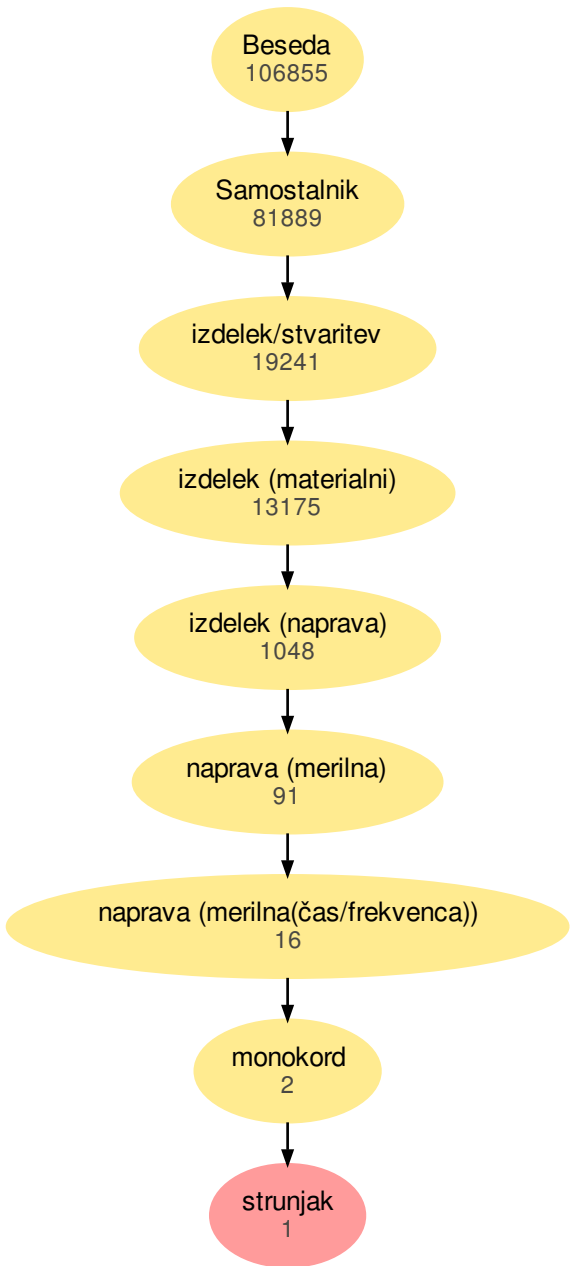 Beseda
106855
Samostalnik
81889
izdelek/stvaritev
19241
izdelek (materialni)
13175
izdelek (naprava)
1048
naprava (merilna)
91
naprava (merilna(čas/frekvenca))
16
monokord
2
strunjak
1